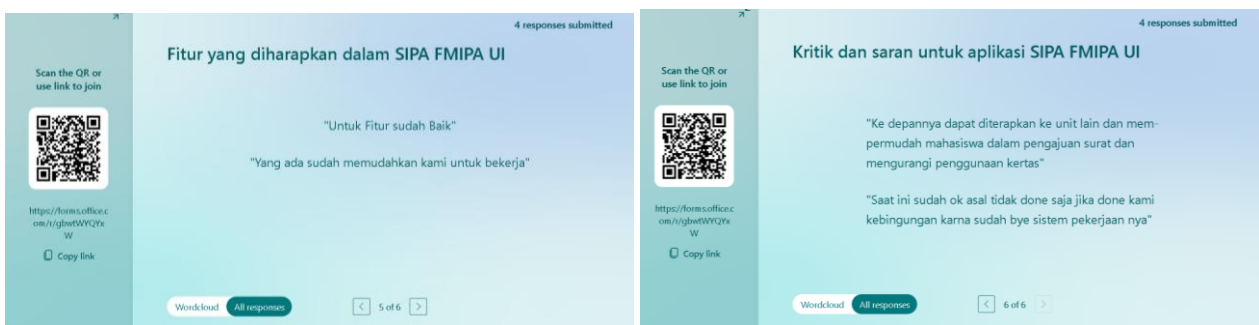 4 responses submitted
Fitur yang diharapkan dalam SIPA FMIPA UI
Scan the QR or
use link to join
"Untuk Fitur sudah Baik"
"Yang ada sudah memudahkan kami untuk bekerja"
https://forms.office.c
om/r/gbwtWYQYx
W
Copy link
Wordcloud All responses
5 of 6
4 responses submitted
Kritik dan saran untuk aplikasi SIPA FMIPA UI
Scan the QR or
use link to join
"Ke depannya dapat diterapkan ke unit lain dan mem-
permudah mahasiswa dalam pengajuan surat dan
mengurangi penggunaan kertas"
"Saat ini sudah ok asal tidak done saja jika done kami
kebingungan karna sudah bye sistem pekerjaan nya"
https://forms.office.c
om/r/gbwtWYQYx
W
Copy link
Wordcloud All responses
6 of 6